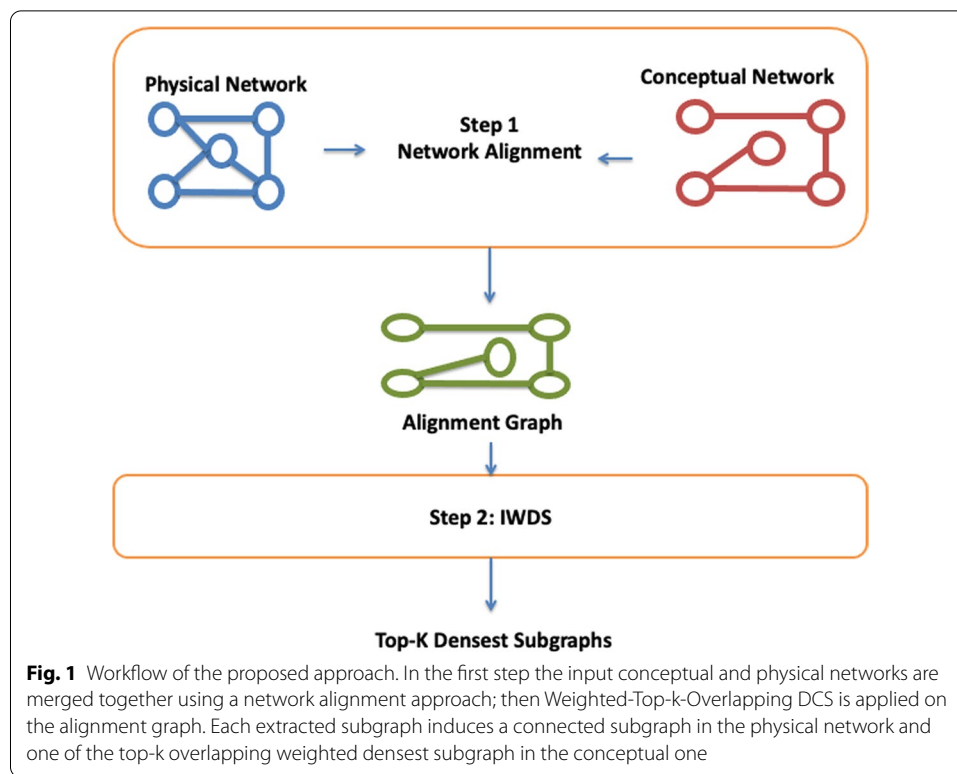 Physical Network
Conceptual Network
Step 1
Network Alignment
Alignment Graph
Step 2: IWDS
Top-K Densest Subgraphs
Fig. 1 Workflow of the proposed approach. In the first step the input conceptual and physical networks are
merged together using a network alignment approach; then Weighted-Top-k-Overlapping DCS is applied on
the alignment graph. Each extracted subgraph induces a connected subgraph in the physical network and
one of the top-k overlapping weighted densest subgraph in the conceptual one